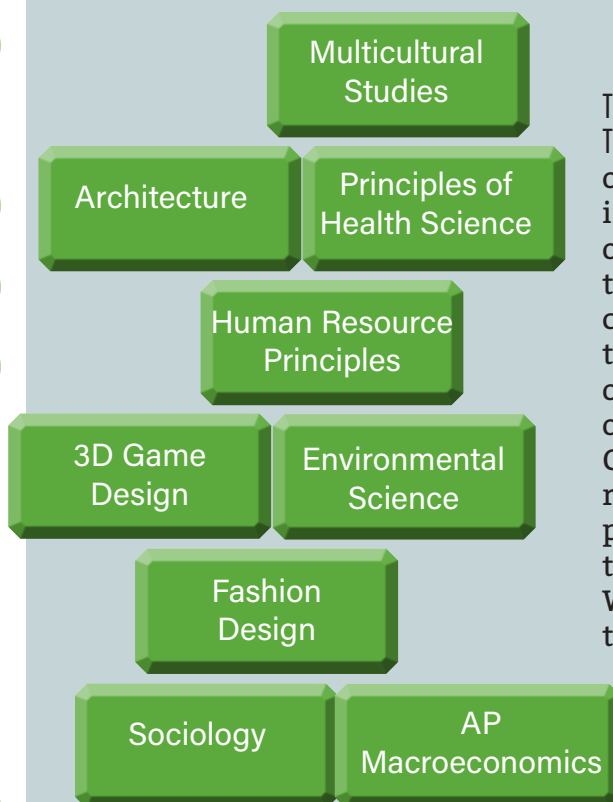 Multicultural
Studies
Architecture
Principles of
Health Science
Human Resource
Principles
3D Game
Design
Environmental
Science
Fashion
Design
Sociology
AP
Macroeconomics